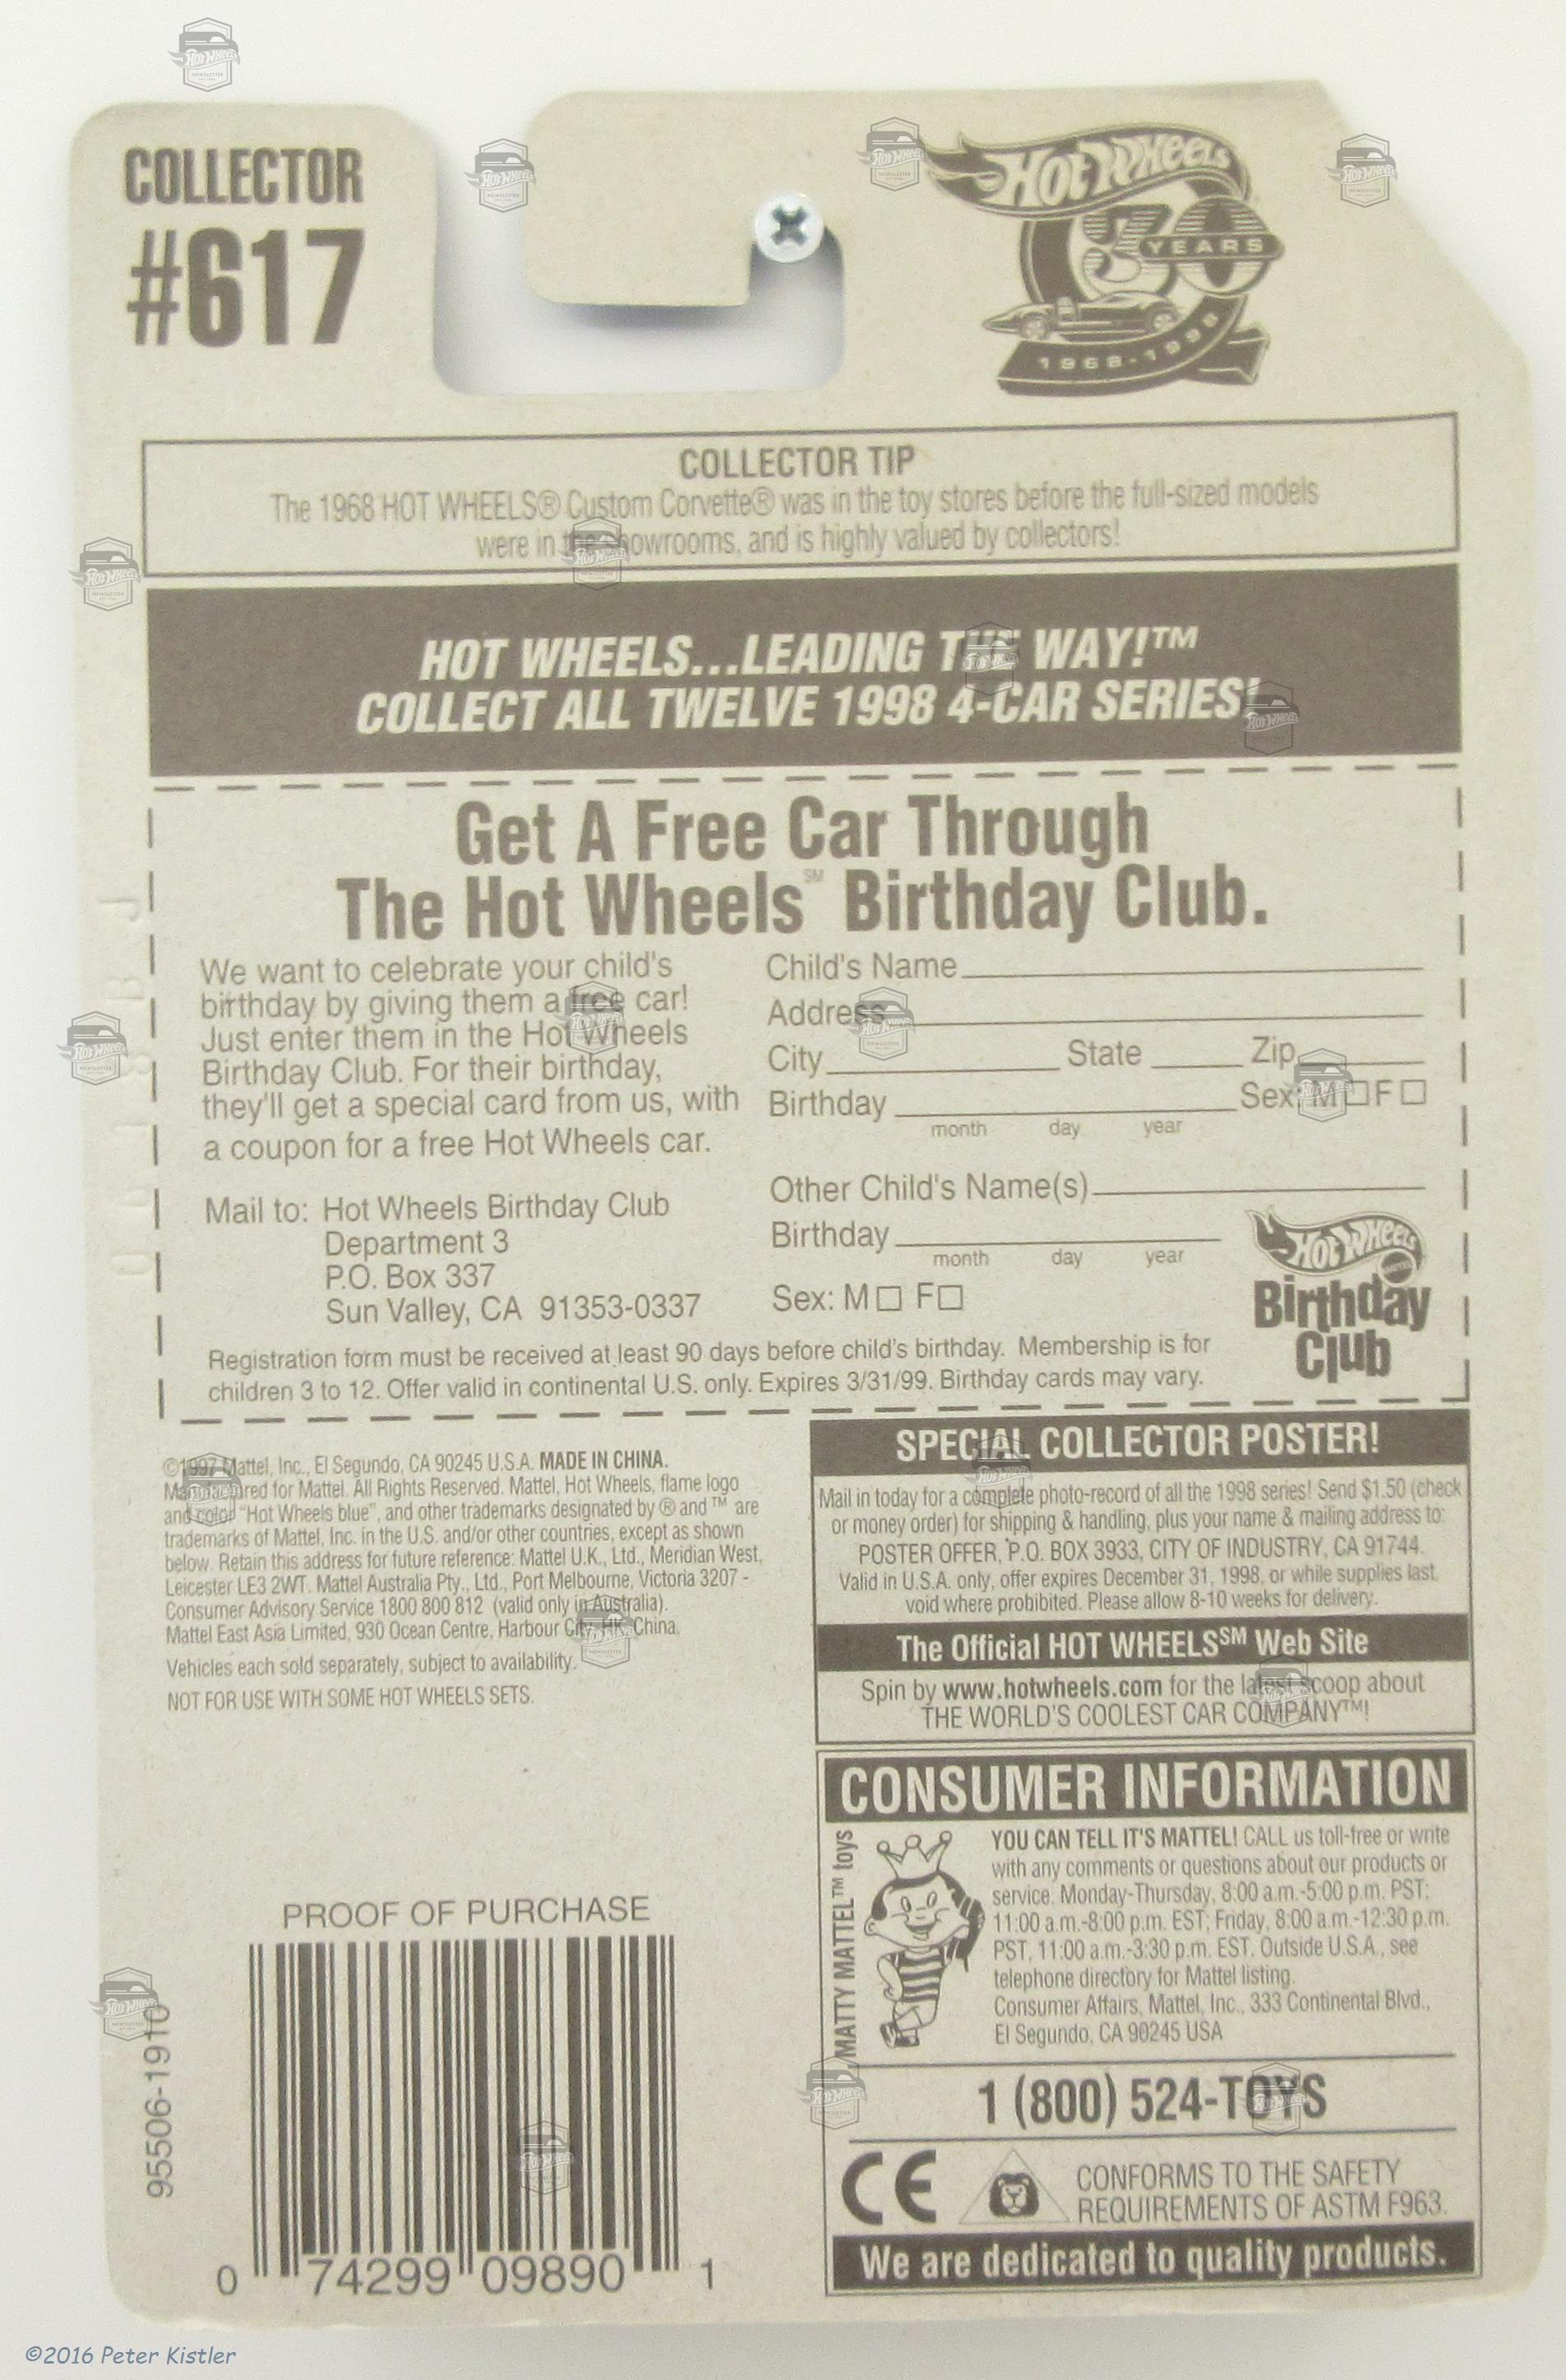 COLLECTOR
#617
HOT WHEELS
30
YEARS
1968-1998
COLLECTOR TIP
The 1968 HOT WHEELS® Custom Corvette® was in the toy stores before the full-sized models
were in the showrooms, and is highly valued by collectors!
HOT WHEELS...LEADING THE WAY!™
COLLECT ALL TWELVE 1998 4-CAR SERIES!
Get A Free Car Through
The Hot Wheels℠ Birthday Club.
We want to celebrate your child's
birthday by giving them a free car!
Just enter them in the Hot Wheels
Birthday Club. For their birthday,
they'll get a special card from us, with
a coupon for a free Hot Wheels car.
Mail to: Hot Wheels Birthday Club
Department 3
P.O. Box 337
Sun Valley, CA 91353-0337
Child's Name
Address
City State Zip
Birthday Sex: M F
month day year
Other Child's Name(s)
Birthday
month day year
Sex: M F
Hot Wheels
Birthday
Club
Registration form must be received at least 90 days before child's birthday. Membership is for
children 3 to 12. Offer valid in continental U.S. only. Expires 3/31/99. Birthday cards may vary.
©1997 Mattel, Inc., El Segundo, CA 90245 U.S.A. MADE IN CHINA.
Manufactured for Mattel. All Rights Reserved. Mattel, Hot Wheels, flame logo
and color "Hot Wheels blue", and other trademarks designated by ® and ™ are
trademarks of Mattel, Inc. in the U.S. and/or other countries, except as shown
below. Retain this address for future reference: Mattel U.K., Ltd., Meridian West,
Leicester LE3 2WT. Mattel Australia Pty., Ltd., Port Melbourne, Victoria 3207 -
Consumer Advisory Service 1800 800 812 (valid only in Australia).
Mattel East Asia Limited, 930 Ocean Centre, Harbour City, HK, China.
Vehicles each sold separately, subject to availability.
NOT FOR USE WITH SOME HOT WHEELS SETS.
SPECIAL COLLECTOR POSTER!
Mail in today for a complete photo-record of all the 1998 series! Send $1.50 (check
or money order) for shipping & handling, plus your name & mailing address to:
POSTER OFFER, P.O. BOX 3933, CITY OF INDUSTRY, CA 91744.
Valid in U.S.A. only, offer expires December 31, 1998, or while supplies last,
void where prohibited. Please allow 8-10 weeks for delivery.
The Official HOT WHEELS℠ Web Site
Spin by www.hotwheels.com for the latest scoop about
THE WORLD'S COOLEST CAR COMPANY™!
CONSUMER INFORMATION
MATTY MATTEL™ toys
YOU CAN TELL IT'S MATTEL! CALL us toll-free or write
with any comments or questions about our products or
service. Monday-Thursday, 8:00 a.m.-5:00 p.m. PST;
11:00 a.m.-8:00 p.m. EST; Friday, 8:00 a.m.-12:30 p.m.
PST, 11:00 a.m.-3:30 p.m. EST. Outside U.S.A., see
telephone directory for Mattel listing.
Consumer Affairs, Mattel, Inc., 333 Continental Blvd.,
El Segundo, CA 90245 USA
1 (800) 524-TOYS
CE
CONFORMS TO THE SAFETY
REQUIREMENTS OF ASTM F963.
We are dedicated to quality products.
PROOF OF PURCHASE
95506-1910
0 74299 09890 1
©2016 Peter Kistler